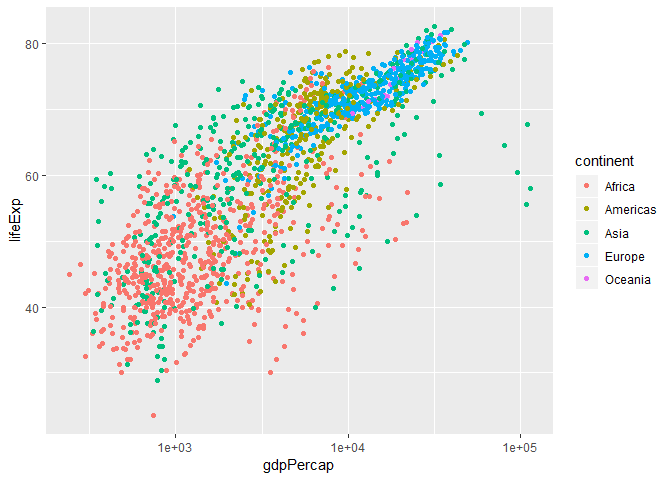 80
60
40
lifeExp
1e+03
1e+04
1e+05
gdpPercap
continent
Africa
Americas
Asia
Europe
Oceania